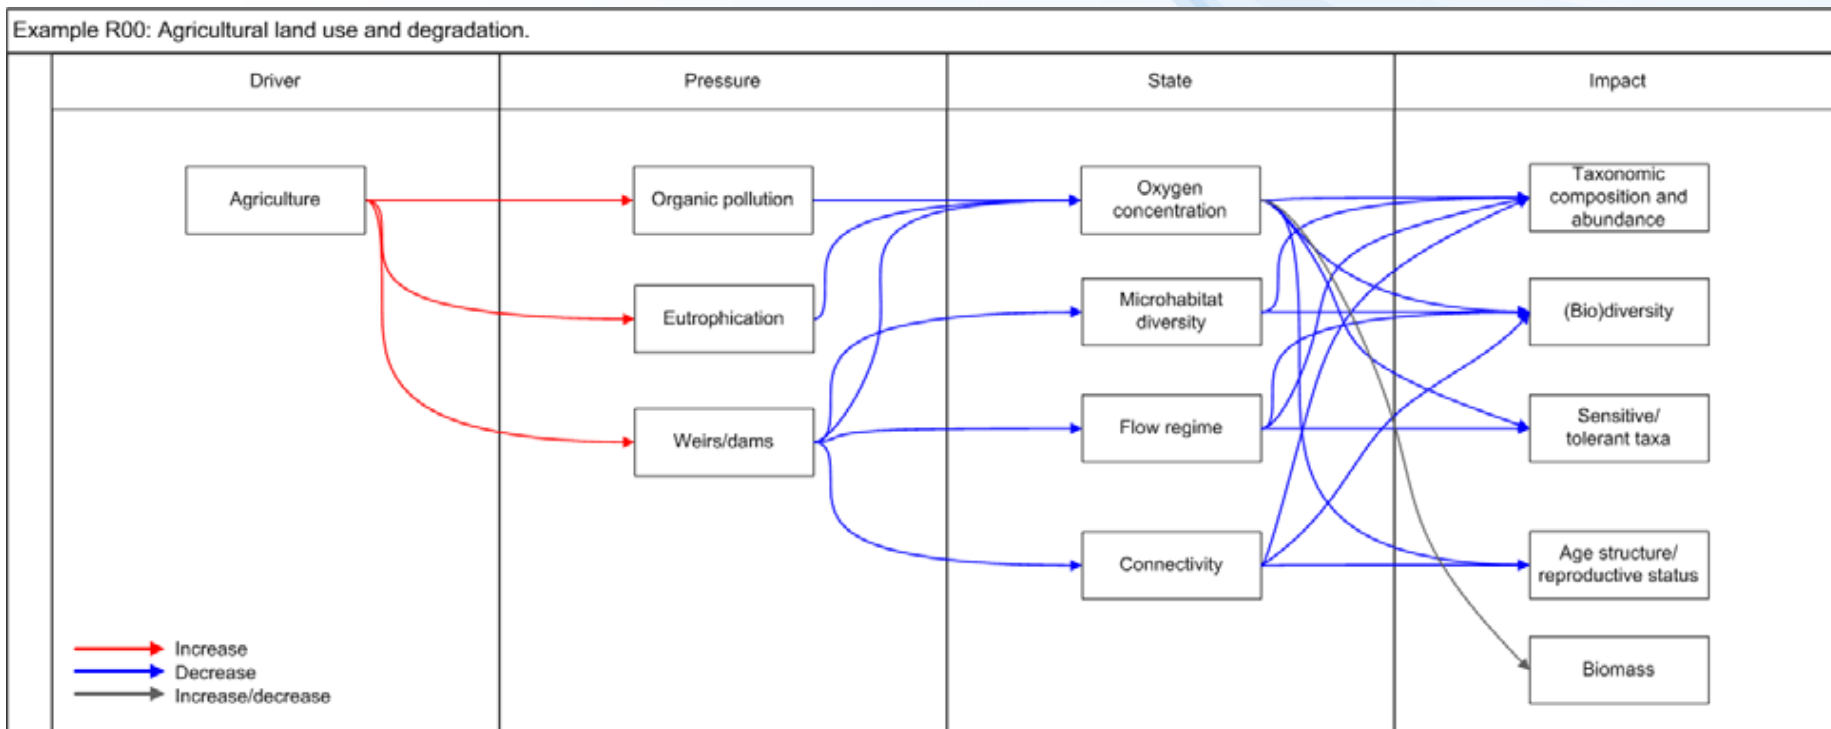 Example R00: Agricultural land use and degradation.
Driver
Pressure
State
Impact
Agriculture
Organic pollution
Oxygen
concentration
Taxonomic
composition and
abundance
Eutrophication
Microhabitat
diversity
(Bio)diversity
Weirs/dams
Flow regime
Sensitive/
tolerant taxa
Connectivity
Age structure/
reproductive status
Biomass
Increase
Decrease
Increase/decrease